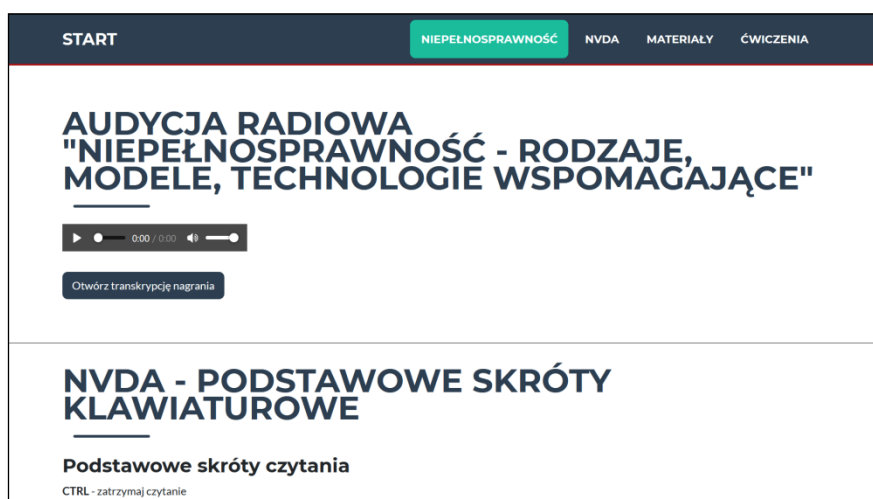 START NIEPEŁNOSPRAWNOŚĆ NVDA MATERIAŁY ĆWICZENIA
AUDYCJA RADIOWA
"NIEPEŁNOSPRAWNOŚĆ - RODZAJE,
MODELE, TECHNOLOGIE WSPOMAGAJĄCE"
0:00 / 0:00
Otwórz transkrypcję nagrania
NVDA - PODSTAWOWE SKRÓTY
KLAWIATUROWE
Podstawowe skróty czytania
CTRL - zatrzymaj czytanie